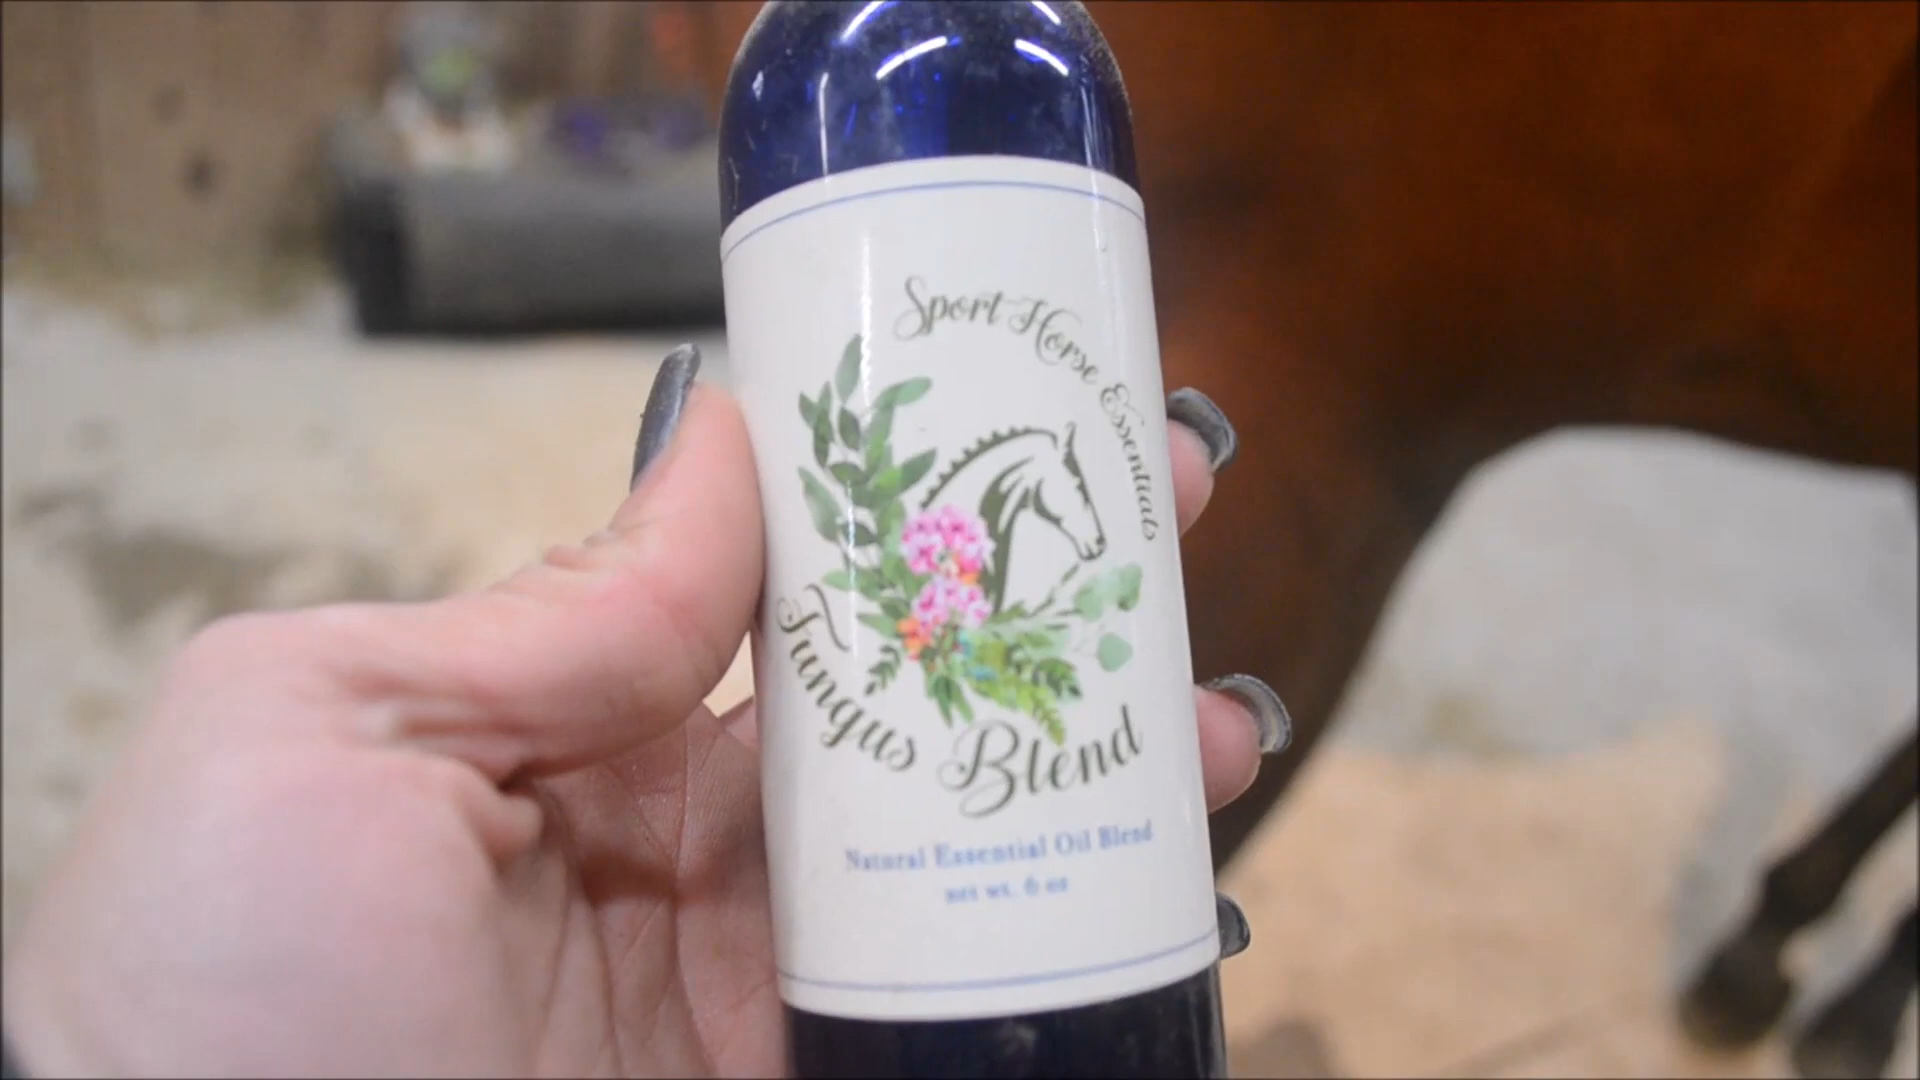 Sport Horse Essentials
Fungus Blend
Natural Essential Oil Blend
net wt. 6 oz